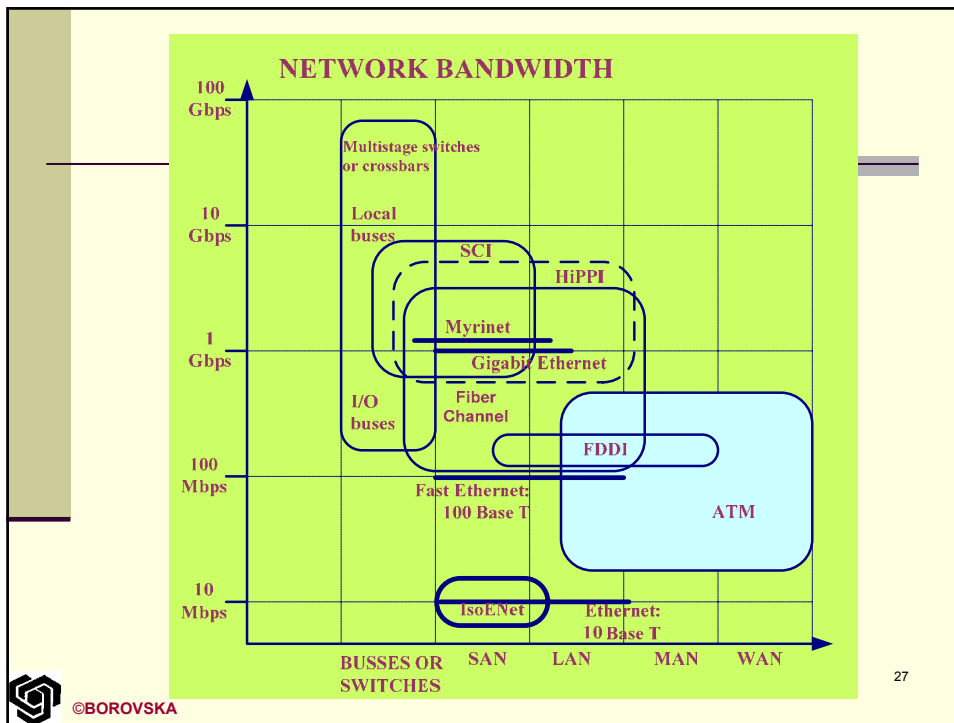 NETWORK BANDWIDTH
100
Gbps
Multistage switches
or crossbars
10
Gbps
Local
buses
SCI
HiPPI
Myrinet
1
Gbps
Gigabit Ethernet
I/O
buses
Fiber
Channel
FDDI
100
Mbps
Fast Ethernet:
100 Base T
ATM
10
Mbps
IsoENet
Ethernet:
10 Base T
BUSSES OR
SWITCHES
SAN
LAN
MAN
WAN
27
©BOROVSKA